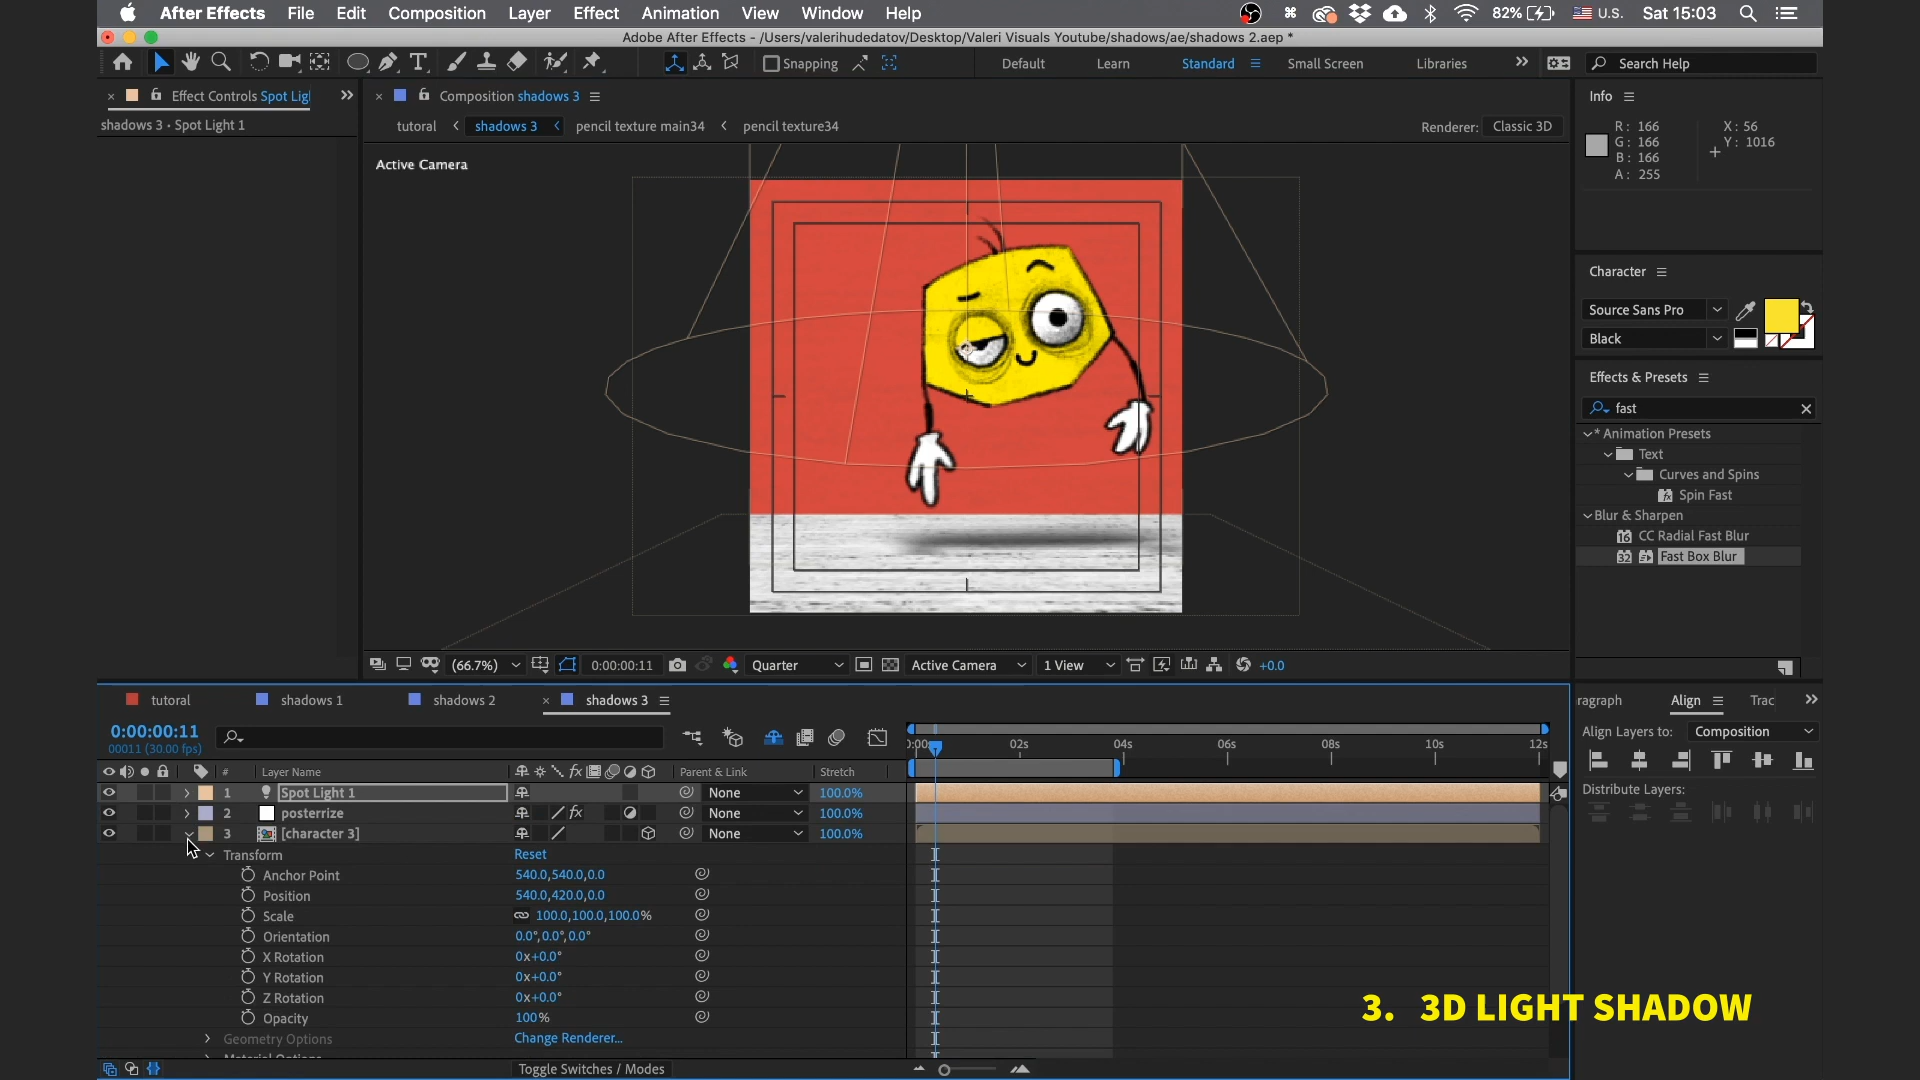 After Effects File Edit Composition Layer Effect Animation View Window Help 82% U.S. Sat 15:03
Adobe After Effects - /Users/valerihudedatov/Desktop/Valeri Visuals Youtube/shadows/ae/shadows 2.aep *
Snapping Default Learn Standard Small Screen Libraries Search Help
Effect Controls Spot Lig
Composition shadows 3
Info
shadows 3 • Spot Light 1
tutoral shadows 3 pencil texture main34 pencil texture34
Renderer: Classic 3D
R: 166
G: 166
B: 166
A: 255
X: 56
Y: 1016
Active Camera
Character
Source Sans Pro
Black
Effects & Presets
fast
* Animation Presets
Text
Curves and Spins
Spin Fast
Blur & Sharpen
CC Radial Fast Blur
Fast Box Blur
(66.7%) 0:00:00:11 Quarter Active Camera 1 View +0.0
tutoral shadows 1 shadows 2 shadows 3
ragraph Align Trac
0:00:00:11
00011 (30.00 fps)
02s 04s 06s 08s 10s 12s
Align Layers to: Composition
Distribute Layers:
# Layer Name Parent & Link Stretch
1 Spot Light 1 None 100.0%
2 posterrize None 100.0%
3 [character 3] None 100.0%
Transform Reset
Anchor Point 540.0,540.0,0.0
Position 540.0,420.0,0.0
Scale 100.0,100.0,100.0%
Orientation 0.0°,0.0°,0.0°
X Rotation 0x+0.0°
Y Rotation 0x+0.0°
Z Rotation 0x+0.0°
Opacity 100%
Geometry Options Change Renderer...
Toggle Switches / Modes
3. 3D LIGHT SHADOW